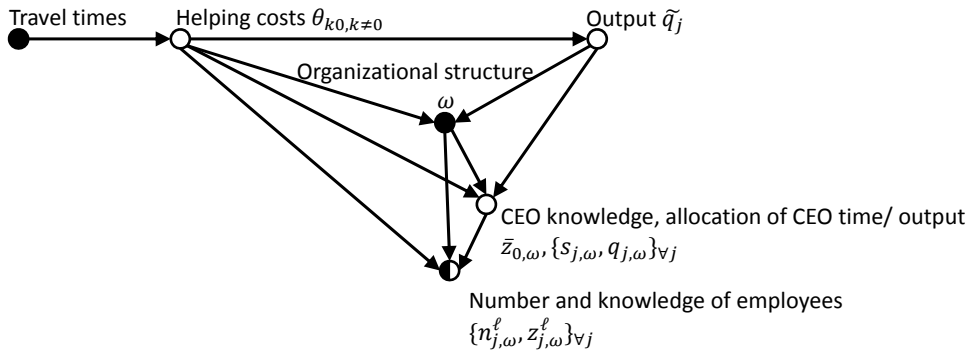 Travel times
Helping costs θ_{k0,k≠0}
Output q̃_j
Organizational structure
ω
CEO knowledge, allocation of CEO time/ output
z̄_{0,ω}, {s_{j,ω}, q_{j,ω}}_{∀j}
Number and knowledge of employees
{n^ℓ_{j,ω}, z^ℓ_{j,ω}}_{∀j}